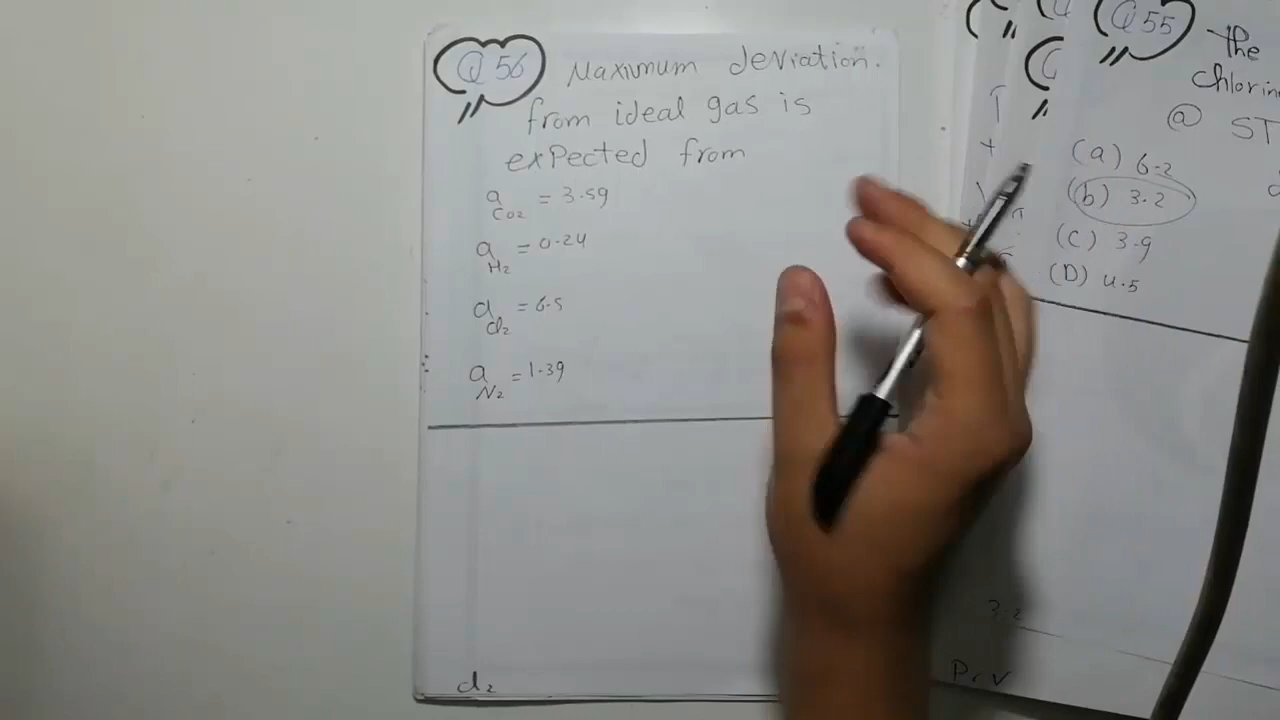 Q 56 Maximum deviation.
from ideal gas is
expected from
a CO2 = 3.59
a H2 = 0.24
a Cl2 = 6.5
a N2 = 1.39
Cl2
Q 55 the
chlorin
@ ST
(a) 6.2
(b) 3.2
(C) 3.9
(D) 4.5
3.2